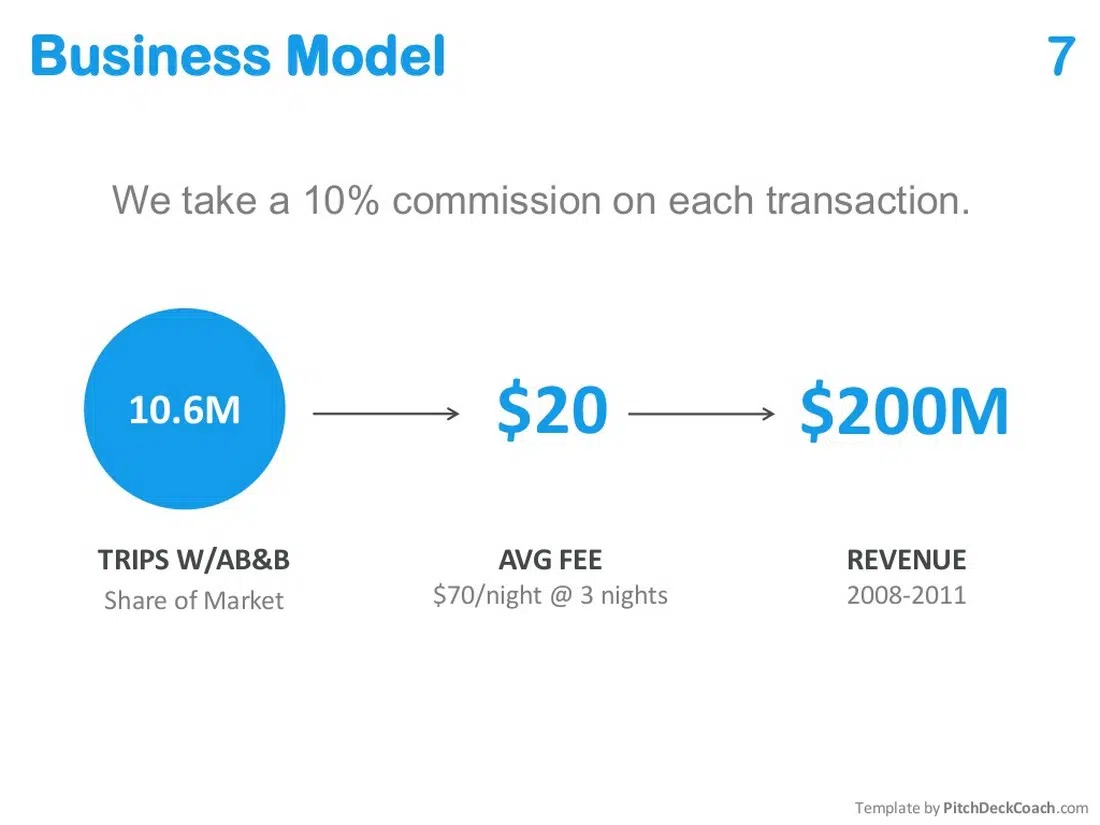 Business Model
7
We take a 10% commission on each transaction.
10.6M
$20
$200M
TRIPS W/AB&B
Share of Market
AVG FEE
$70/night @ 3 nights
REVENUE
2008-2011
Template by PitchDeckCoach.com